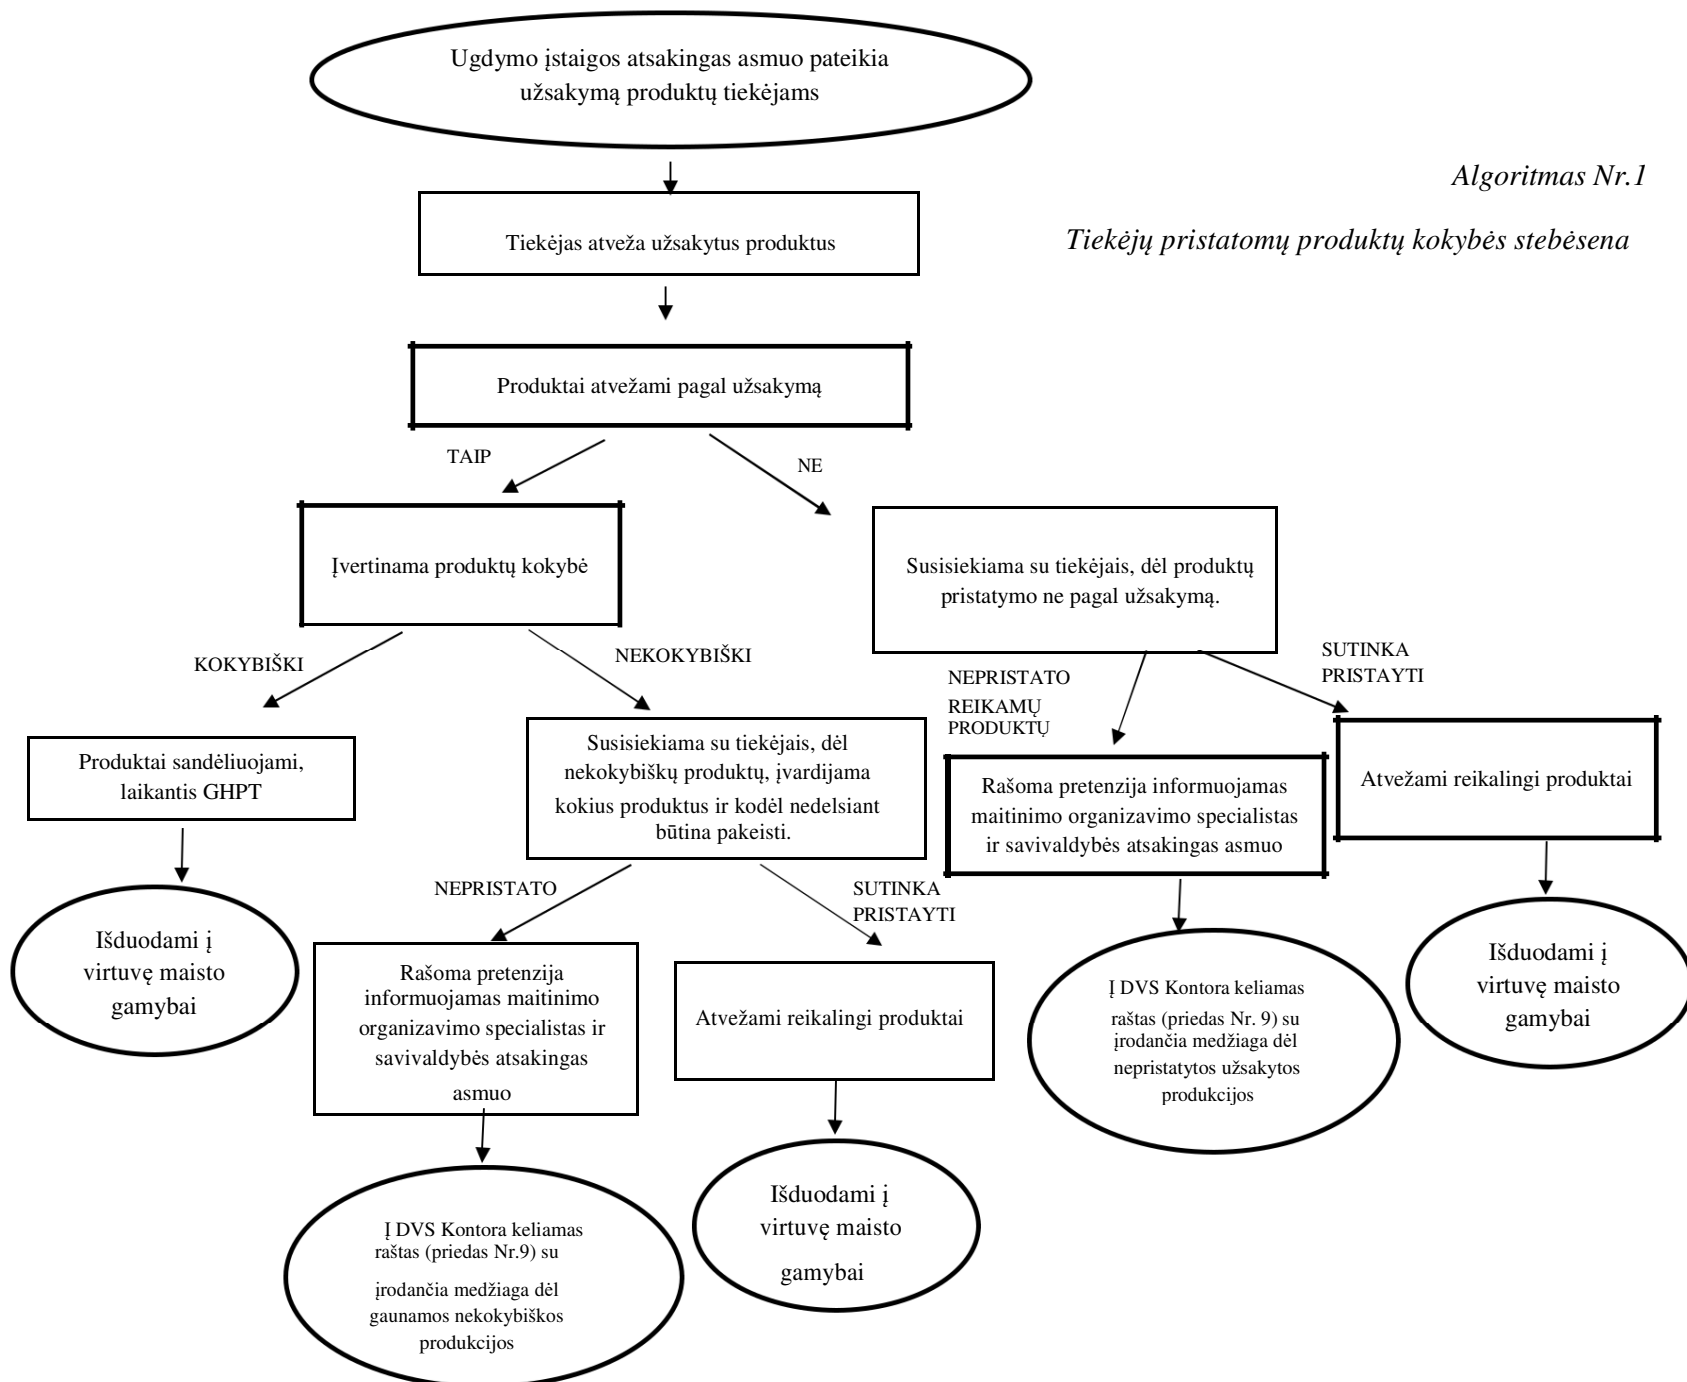 Ugdymo įstaigos atsakingas asmuo pateikia
užsakymą produktų tiekėjams
Algoritmas Nr.1
Tiekėjų pristatomų produktų kokybės stebėsena
Tiekėjas atveža užsakytus produktus
Produktai atvežami pagal užsakymą
TAIP
NE
Įvertinama produktų kokybė
Susisiekiama su tiekėjais, dėl produktų
pristatymo ne pagal užsakymą.
KOKYBIŠKI
NEKOKYBIŠKI
NEPRISTATO
REIKAMŲ
PRODUKTŲ
SUTINKA
PRISTAYTI
Produktai sandėliuojami,
laikantis GHPT
Susisiekiama su tiekėjais, dėl
nekokybiškų produktų, įvardijama
kokius produktus ir kodėl nedelsiant
būtina pakeisti.
Rašoma pretenzija informuojamas
maitinimo organizavimo specialistas
ir savivaldybės atsakingas asmuo
Atvežami reikalingi produktai
NEPRISTATO
SUTINKA
PRISTAYTI
Išduodami į
virtuvę maisto
gamybai
Rašoma pretenzija
informuojamas maitinimo
organizavimo specialistas ir
savivaldybės atsakingas
asmuo
Atvežami reikalingi produktai
Į DVS Kontora keliamas
raštas (priedas Nr. 9) su
įrodančia medžiaga dėl
nepristatytos užsakytos
produkcijos
Išduodami į
virtuvę maisto
gamybai
Į DVS Kontora keliamas
raštas (priedas Nr.9) su
įrodančia medžiaga dėl
gaunamos nekokybiškos
produkcijos
Išduodami į
virtuvę maisto
gamybai